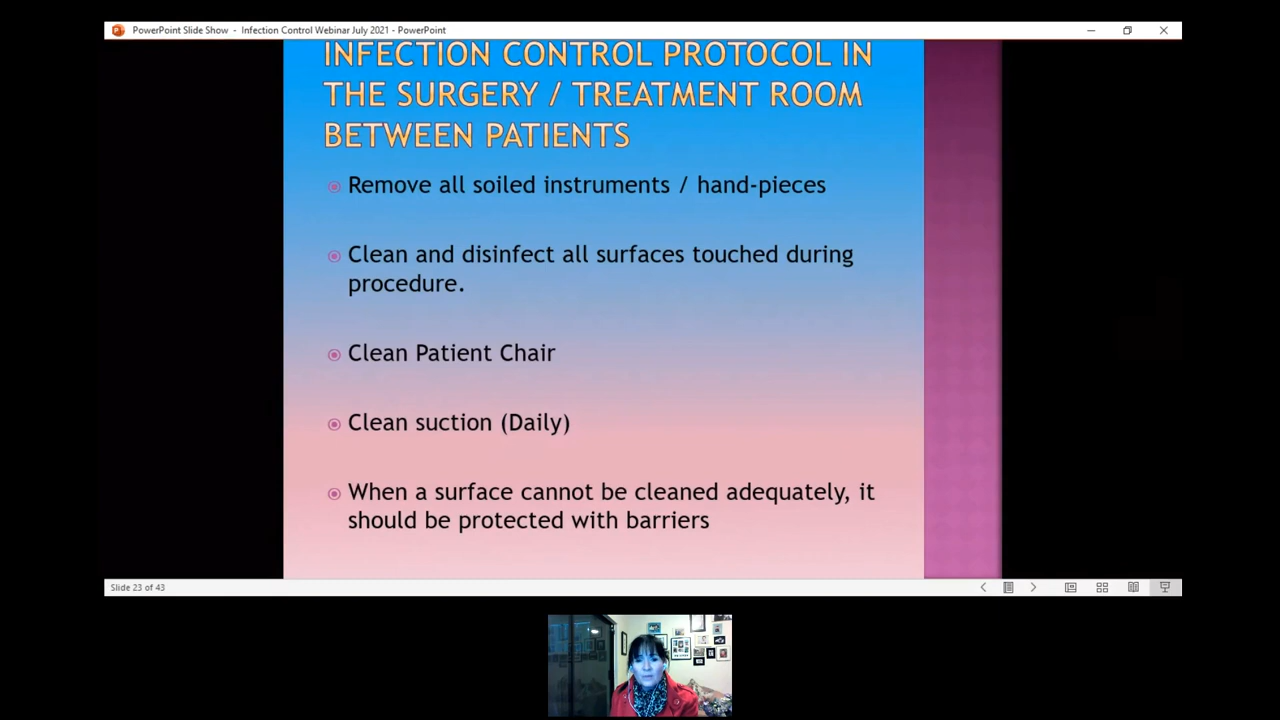 PowerPoint Slide Show - Infection Control Webinar July 2021 - PowerPoint
INFECTION CONTROL PROTOCOL IN
THE SURGERY / TREATMENT ROOM
BETWEEN PATIENTS
Remove all soiled instruments / hand-pieces
Clean and disinfect all surfaces touched during
procedure.
Clean Patient Chair
Clean suction (Daily)
When a surface cannot be cleaned adequately, it
should be protected with barriers
Slide 23 of 43